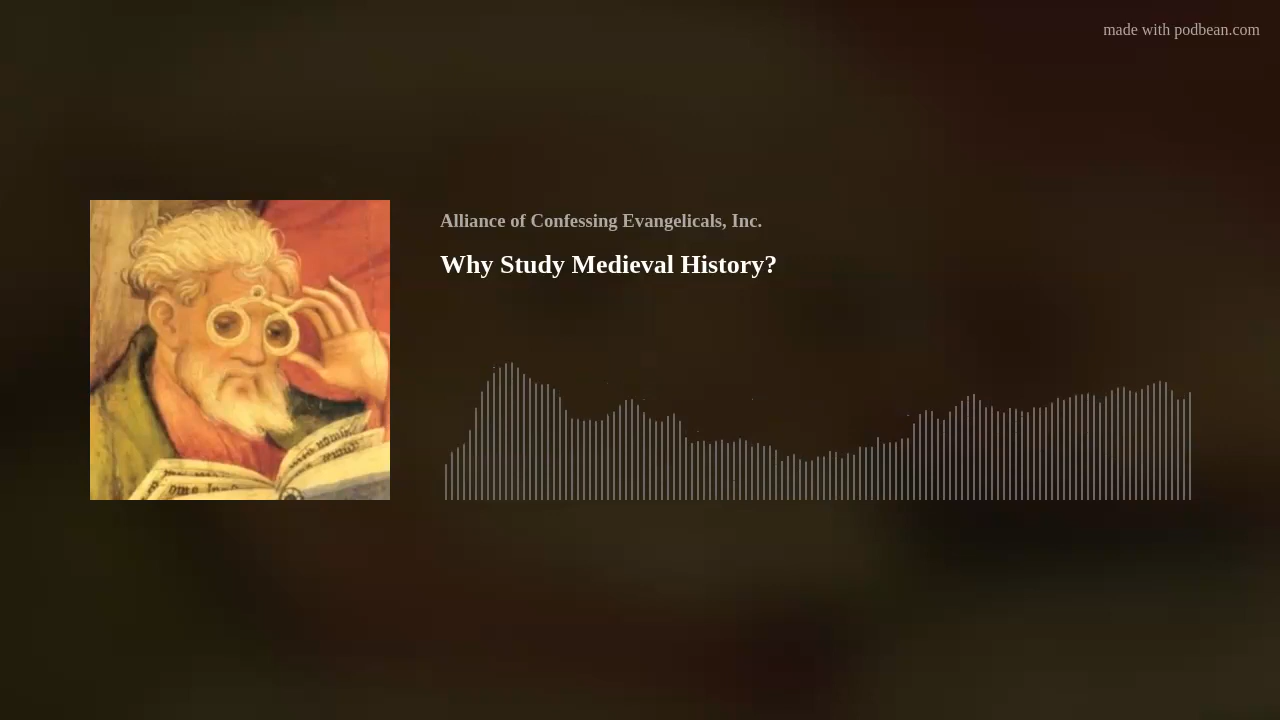 made with podbean.com
Alliance of Confessing Evangelicals, Inc.
Why Study Medieval History?